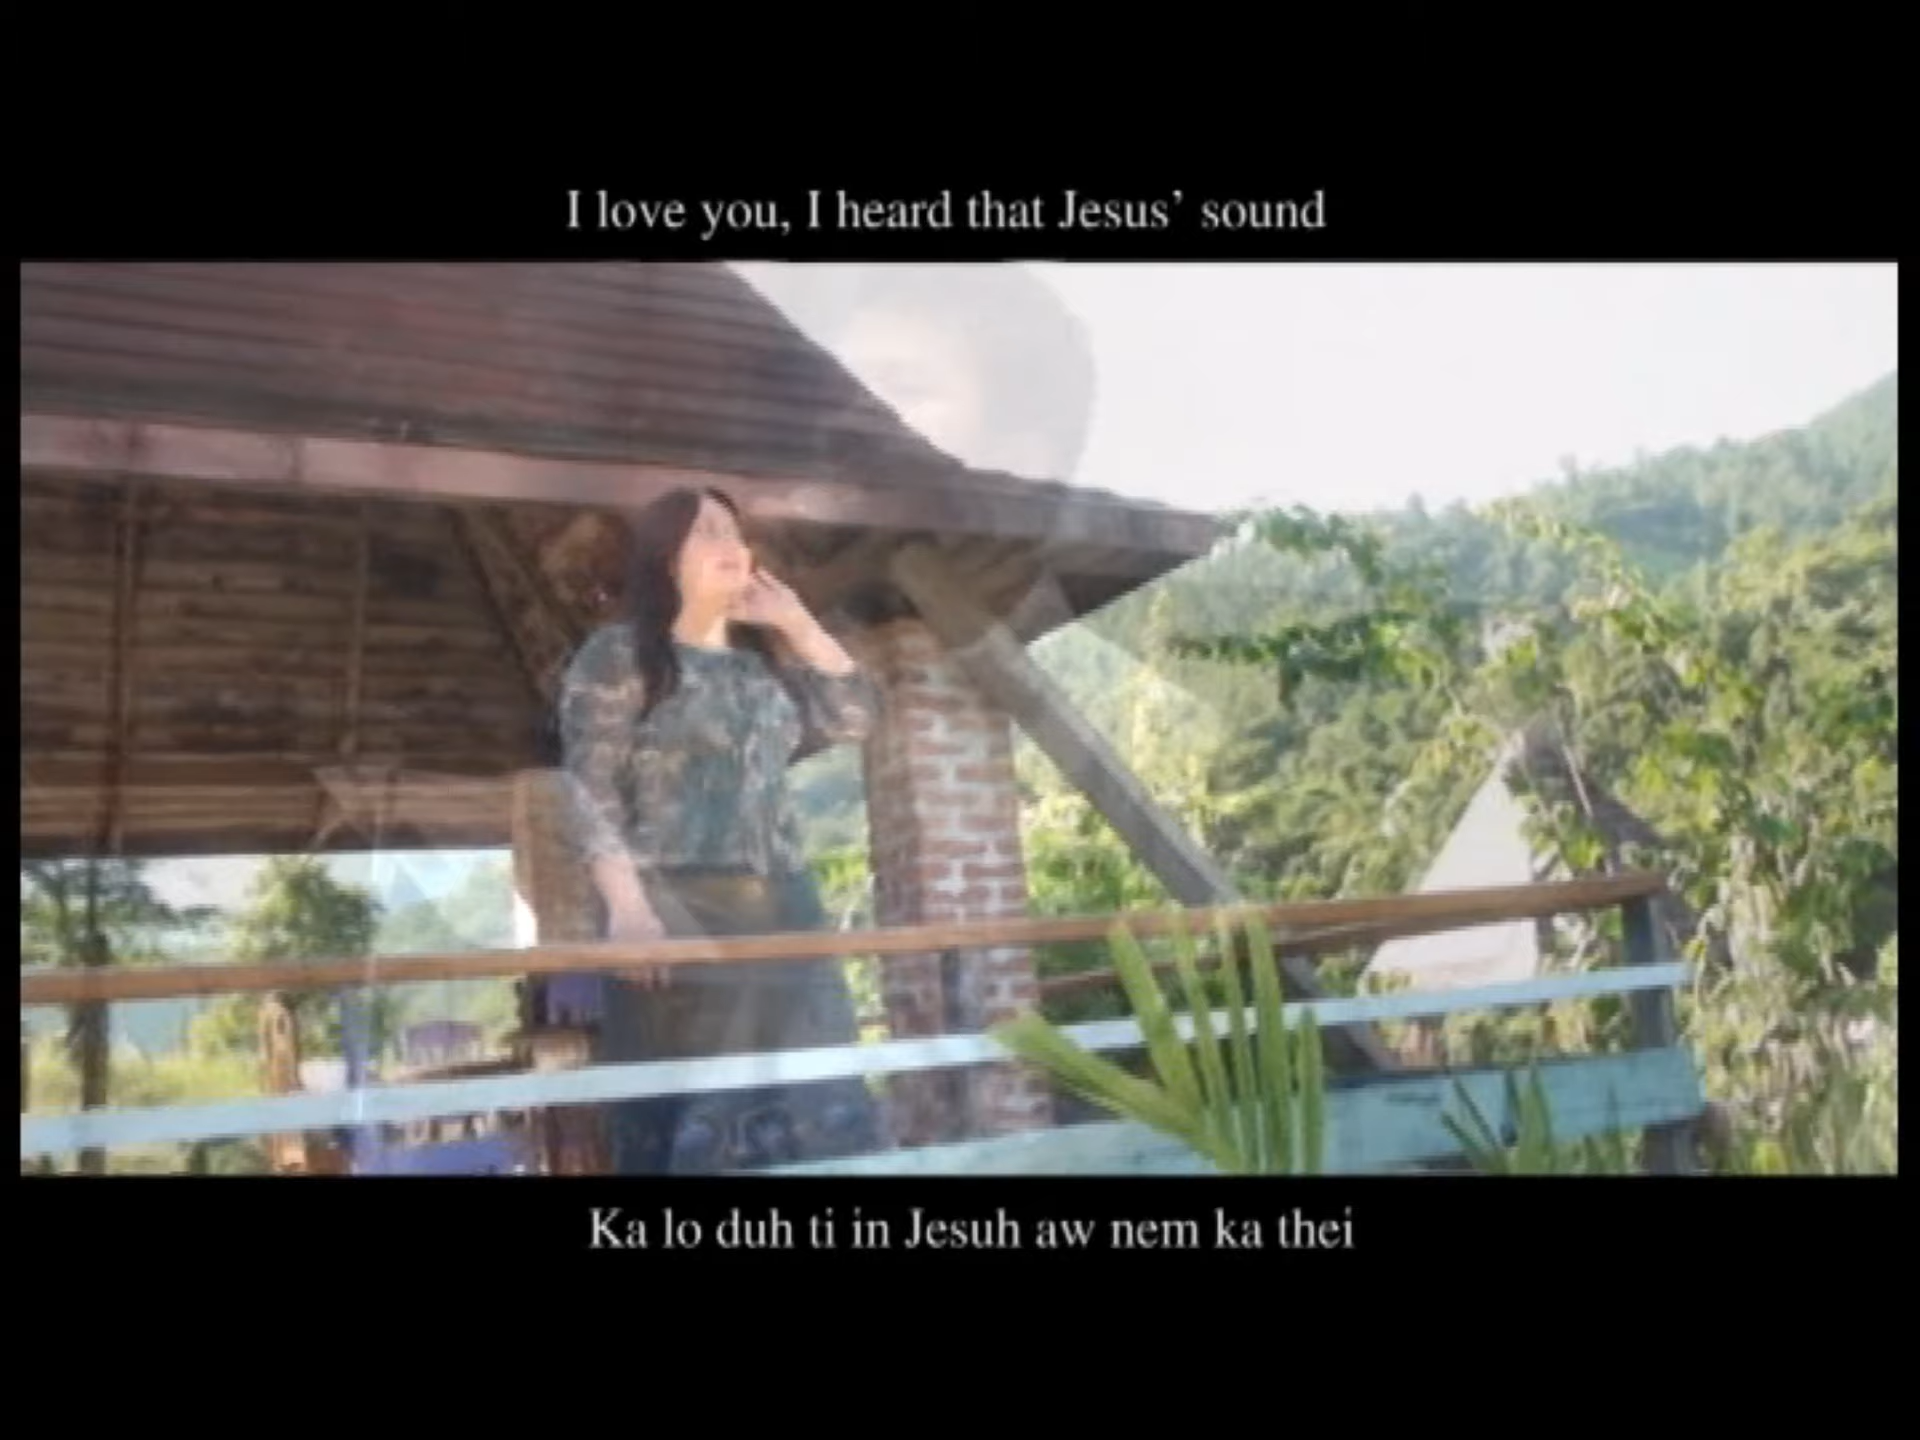 I love you, I heard that Jesus’ sound
Ka lo duh ti in Jesuh aw nem ka thei